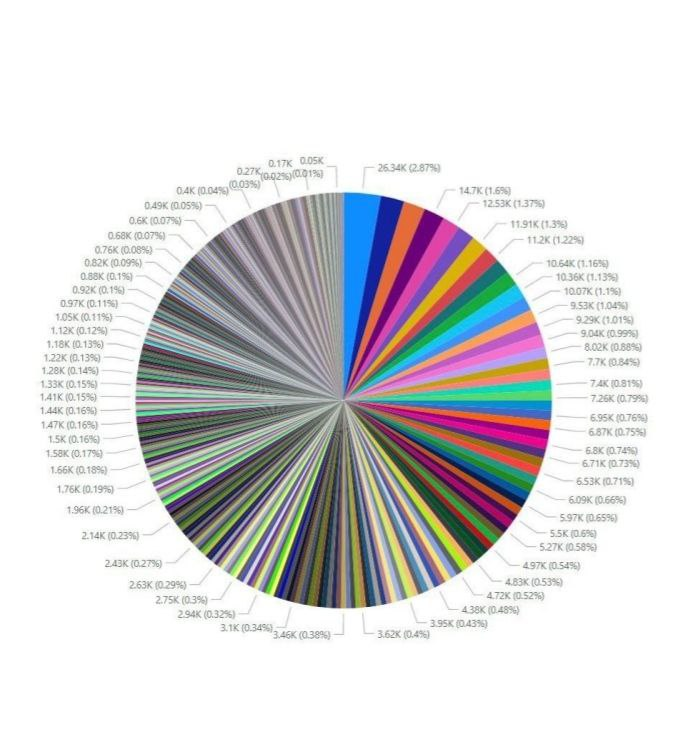 26.34K (2.87%)
14.7K (1.6%)
12.53K (1.37%)
11.91K (1.3%)
11.2K (1.22%)
10.64K (1.16%)
10.36K (1.13%)
10.07K (1.1%)
9.53K (1.04%)
9.29K (1.01%)
9.04K (0.99%)
8.02K (0.88%)
7.7K (0.84%)
7.4K (0.81%)
7.26K (0.79%)
6.95K (0.76%)
6.87K (0.75%)
6.8K (0.74%)
6.71K (0.73%)
6.53K (0.71%)
6.09K (0.66%)
5.97K (0.65%)
5.5K (0.6%)
5.27K (0.58%)
4.97K (0.54%)
4.83K (0.53%)
4.72K (0.52%)
4.38K (0.48%)
3.95K (0.43%)
3.62K (0.4%)
3.46K (0.38%)
3.1K (0.34%)
2.94K (0.32%)
2.75K (0.3%)
2.63K (0.29%)
2.43K (0.27%)
2.14K (0.23%)
1.96K (0.21%)
1.76K (0.19%)
1.66K (0.18%)
1.58K (0.17%)
1.5K (0.16%)
1.47K (0.16%)
1.44K (0.16%)
1.41K (0.15%)
1.33K (0.15%)
1.28K (0.14%)
1.22K (0.13%)
1.18K (0.13%)
1.12K (0.12%)
1.05K (0.11%)
0.97K (0.11%)
0.92K (0.1%)
0.88K (0.1%)
0.82K (0.09%)
0.76K (0.08%)
0.68K (0.07%)
0.6K (0.07%)
0.49K (0.05%)
0.4K (0.04%)
0.27K
(0.03%)
0.17K
(0.02%)
0.05K
(0.01%)